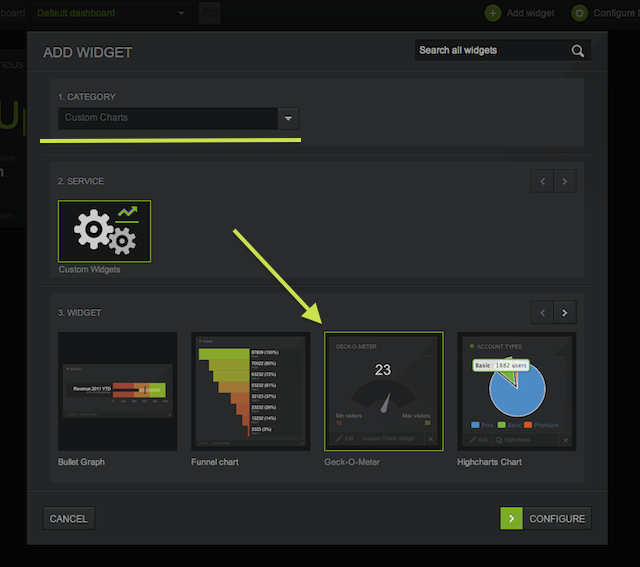 board Default dashboard Add widget Configure
ADD WIDGET Search all widgets
1. CATEGORY
Custom Charts
2. SERVICE
Custom Widgets
3. WIDGET
Revenue 2011 YTD
Bullet Graph
87809 (100%)
70022 (80%)
63232 (72%)
53232 (61%)
32123 (37%)
23232 (26%)
12232 (14%)
2323 (3%)
Funnel chart
GECK-O-METER
23
Min visitors Max visitors
10 30
Edit Custom Charts Widget
Geck-O-Meter
ACCOUNT TYPES
Basic : 1682 users
Free Basic Premium
Edit Highcharts
Highcharts Chart
CANCEL CONFIGURE